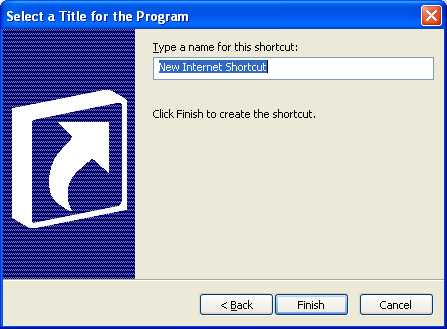 Select a Title for the Program
Type a name for this shortcut:
New Internet Shortcut
Click Finish to create the shortcut.
< Back
Finish
Cancel